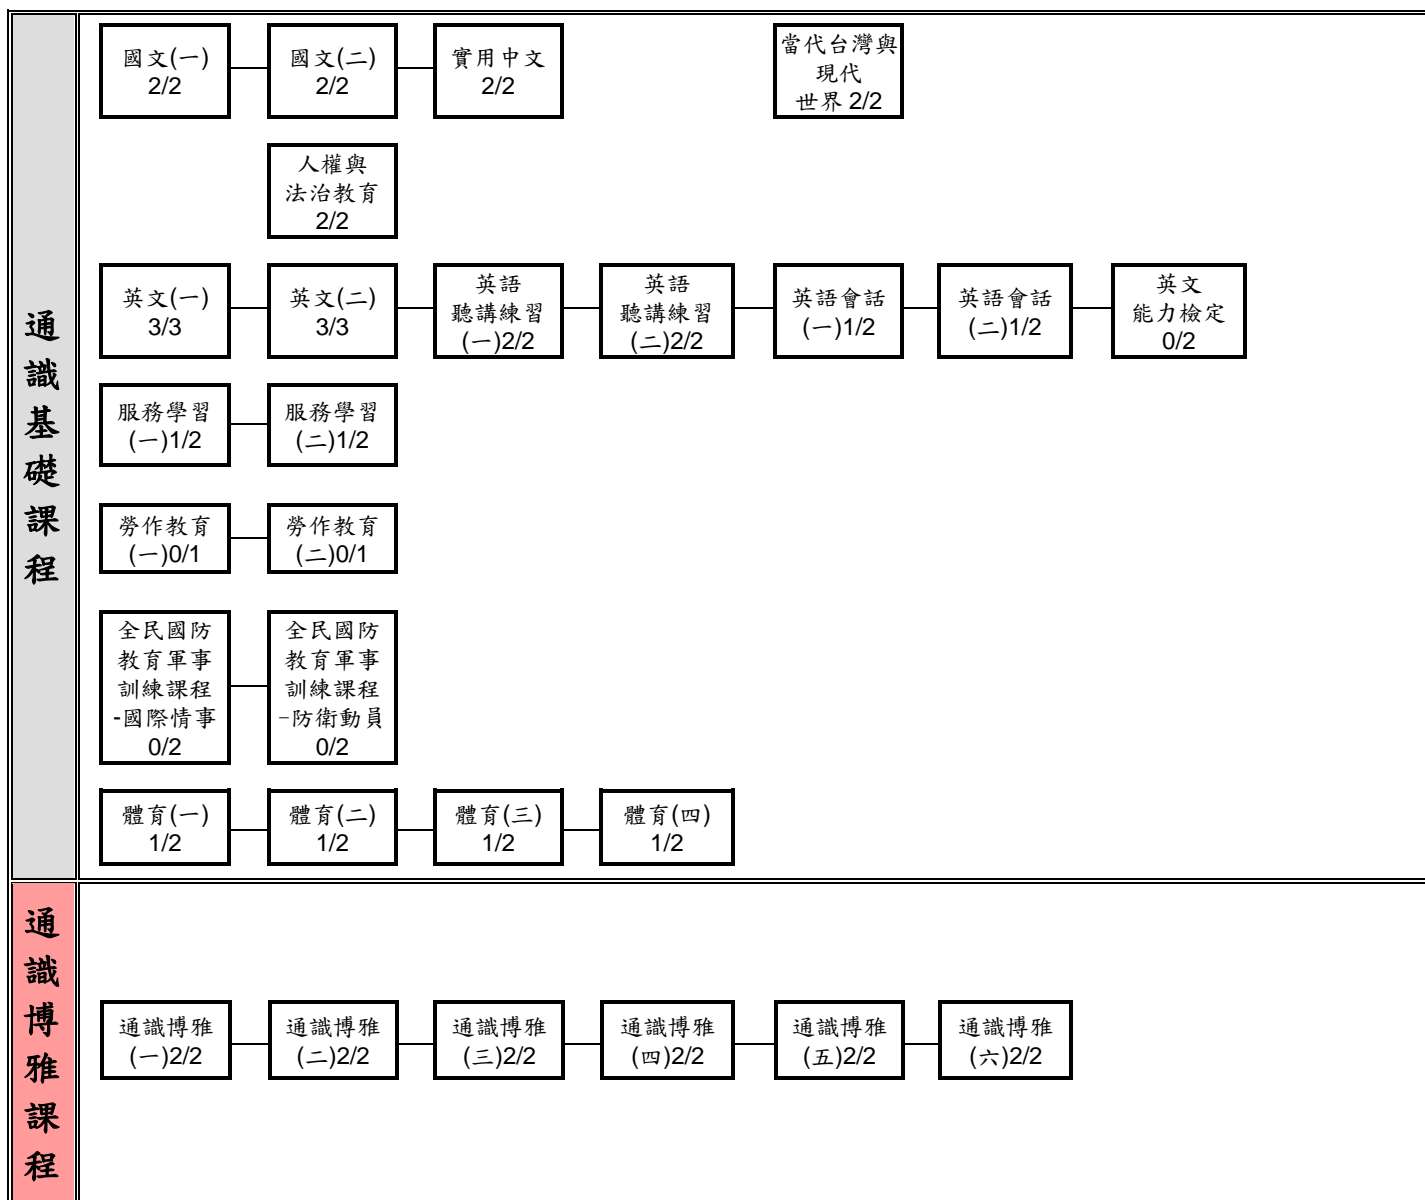 通識基礎課程
國文(一)
2/2
國文(二)
2/2
實用中文
2/2
當代台灣與
現代
世界 2/2
人權與
法治教育
2/2
英文(一)
3/3
英文(二)
3/3
英語
聽講練習
(一)2/2
英語
聽講練習
(二)2/2
英語會話
(一)1/2
英語會話
(二)1/2
英文
能力檢定
0/2
服務學習
(一)1/2
服務學習
(二)1/2
勞作教育
(一)0/1
勞作教育
(二)0/1
全民國防
教育軍事
訓練課程
-國際情事
0/2
全民國防
教育軍事
訓練課程
-防衛動員
0/2
體育(一)
1/2
體育(二)
1/2
體育(三)
1/2
體育(四)
1/2
通識博雅課程
通識博雅
(一)2/2
通識博雅
(二)2/2
通識博雅
(三)2/2
通識博雅
(四)2/2
通識博雅
(五)2/2
通識博雅
(六)2/2